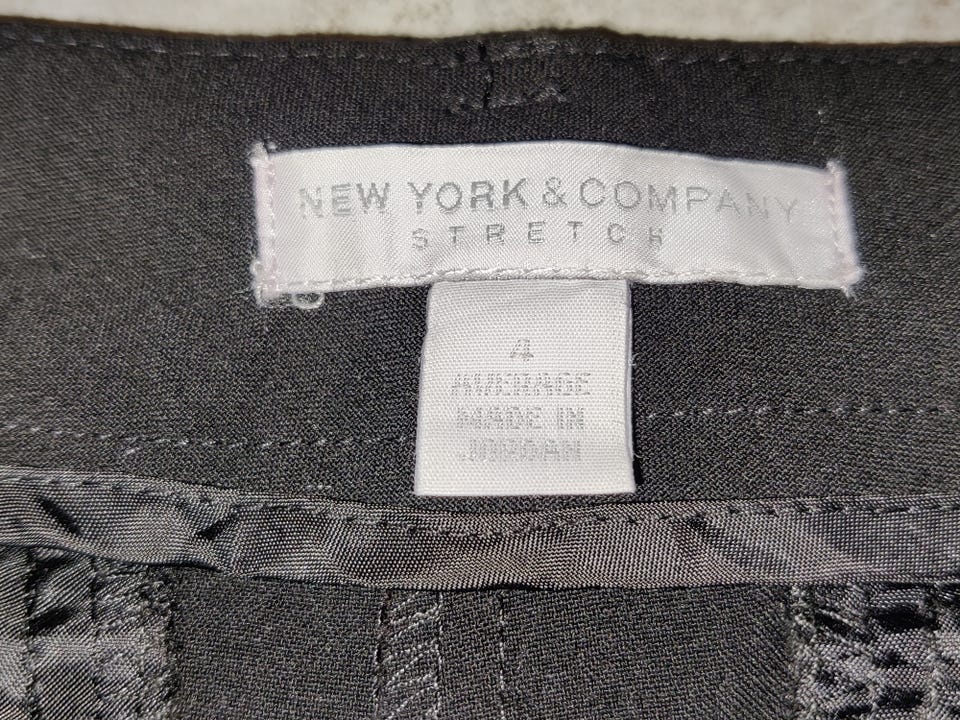 NEW YORK & COMPANY
STRETCH
4
AVERAGE
MADE IN
JORDAN